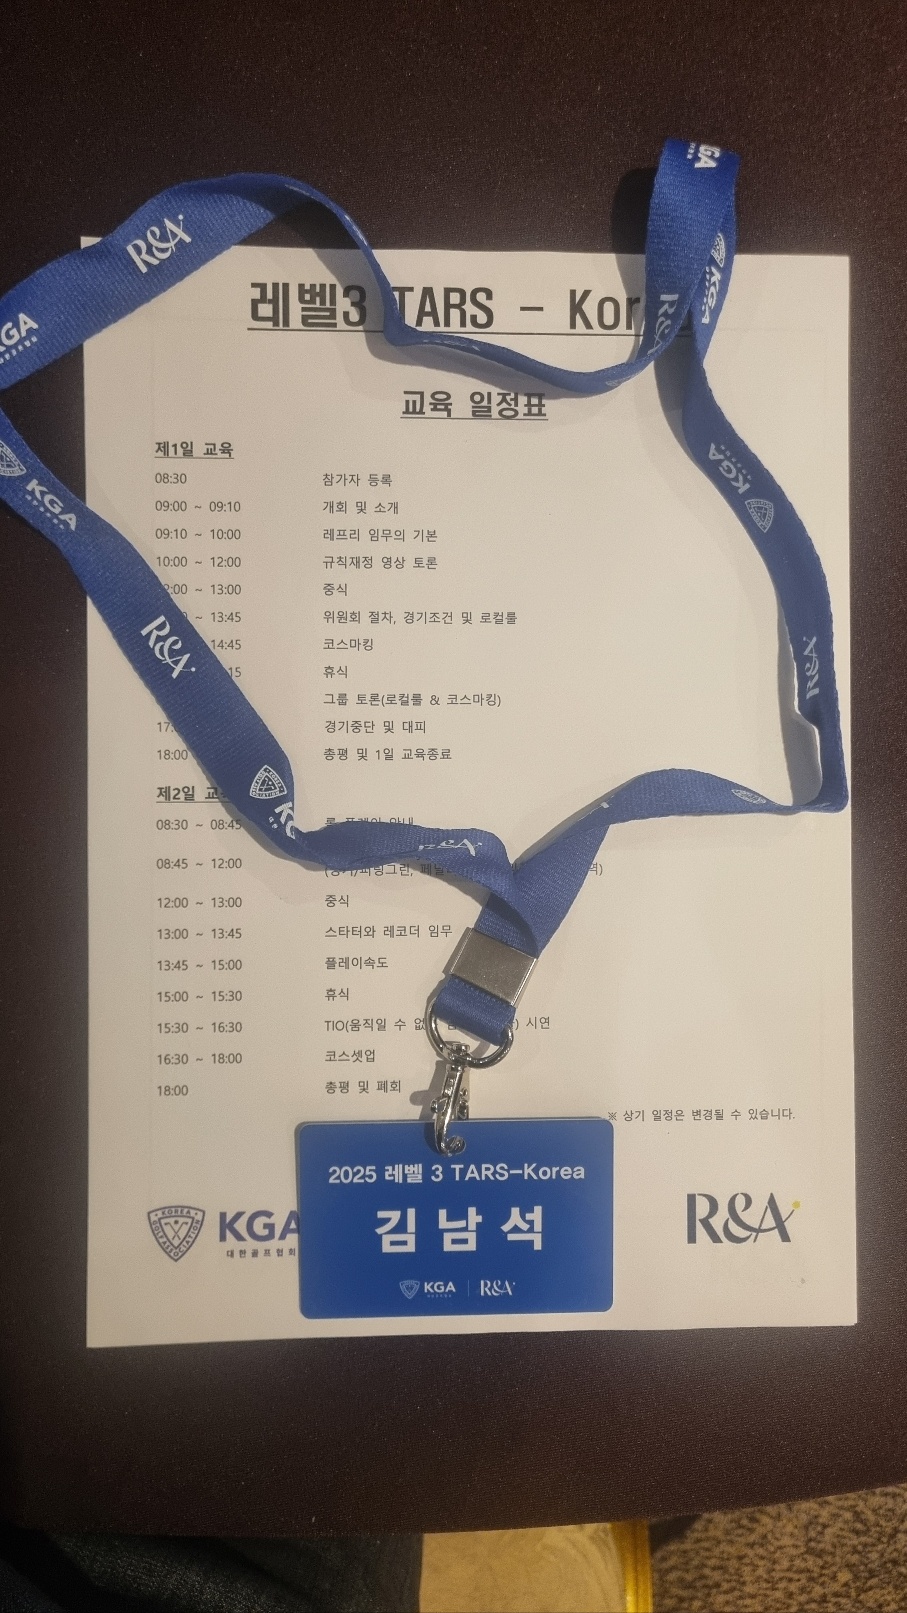 레벨3 TARS - Kor
교육 일정표
제1일 교육
08:30 참가자 등록
09:00 ~ 09:10 개회 및 소개
09:10 ~ 10:00 레프리 임무의 기본
10:00 ~ 12:00 규칙재정 영상 토론
~ 13:00 중식
~ 13:45 위원회 절차, 경기조건 및 로컬룰
14:45 코스마킹
휴식
그룹 토론(로컬룰 & 코스마킹)
경기중단 및 대피
18:00 총평 및 1일 교육종료
제2일
08:30 ~ 08:45
08:45 ~ 12:00
12:00 ~ 13:00 중식
13:00 ~ 13:45 스타터와 레코더 임무
13:45 ~ 15:00 플레이속도
15:00 ~ 15:30 휴식
15:30 ~ 16:30 TIO(움직일 수 시연
16:30 ~ 18:00 코스셋업
18:00 총평 및 폐회
※ 상기 일정은 변경될 수 있습니다.
KOREA
GOLF ASSOCIATION
KGA
대한골프협회
R&A
2025 레벨 3 TARS-Korea
김남석
KGA R&A
R&A
KGA
KGA
R&A
R&A
KGA
KGA
R&A